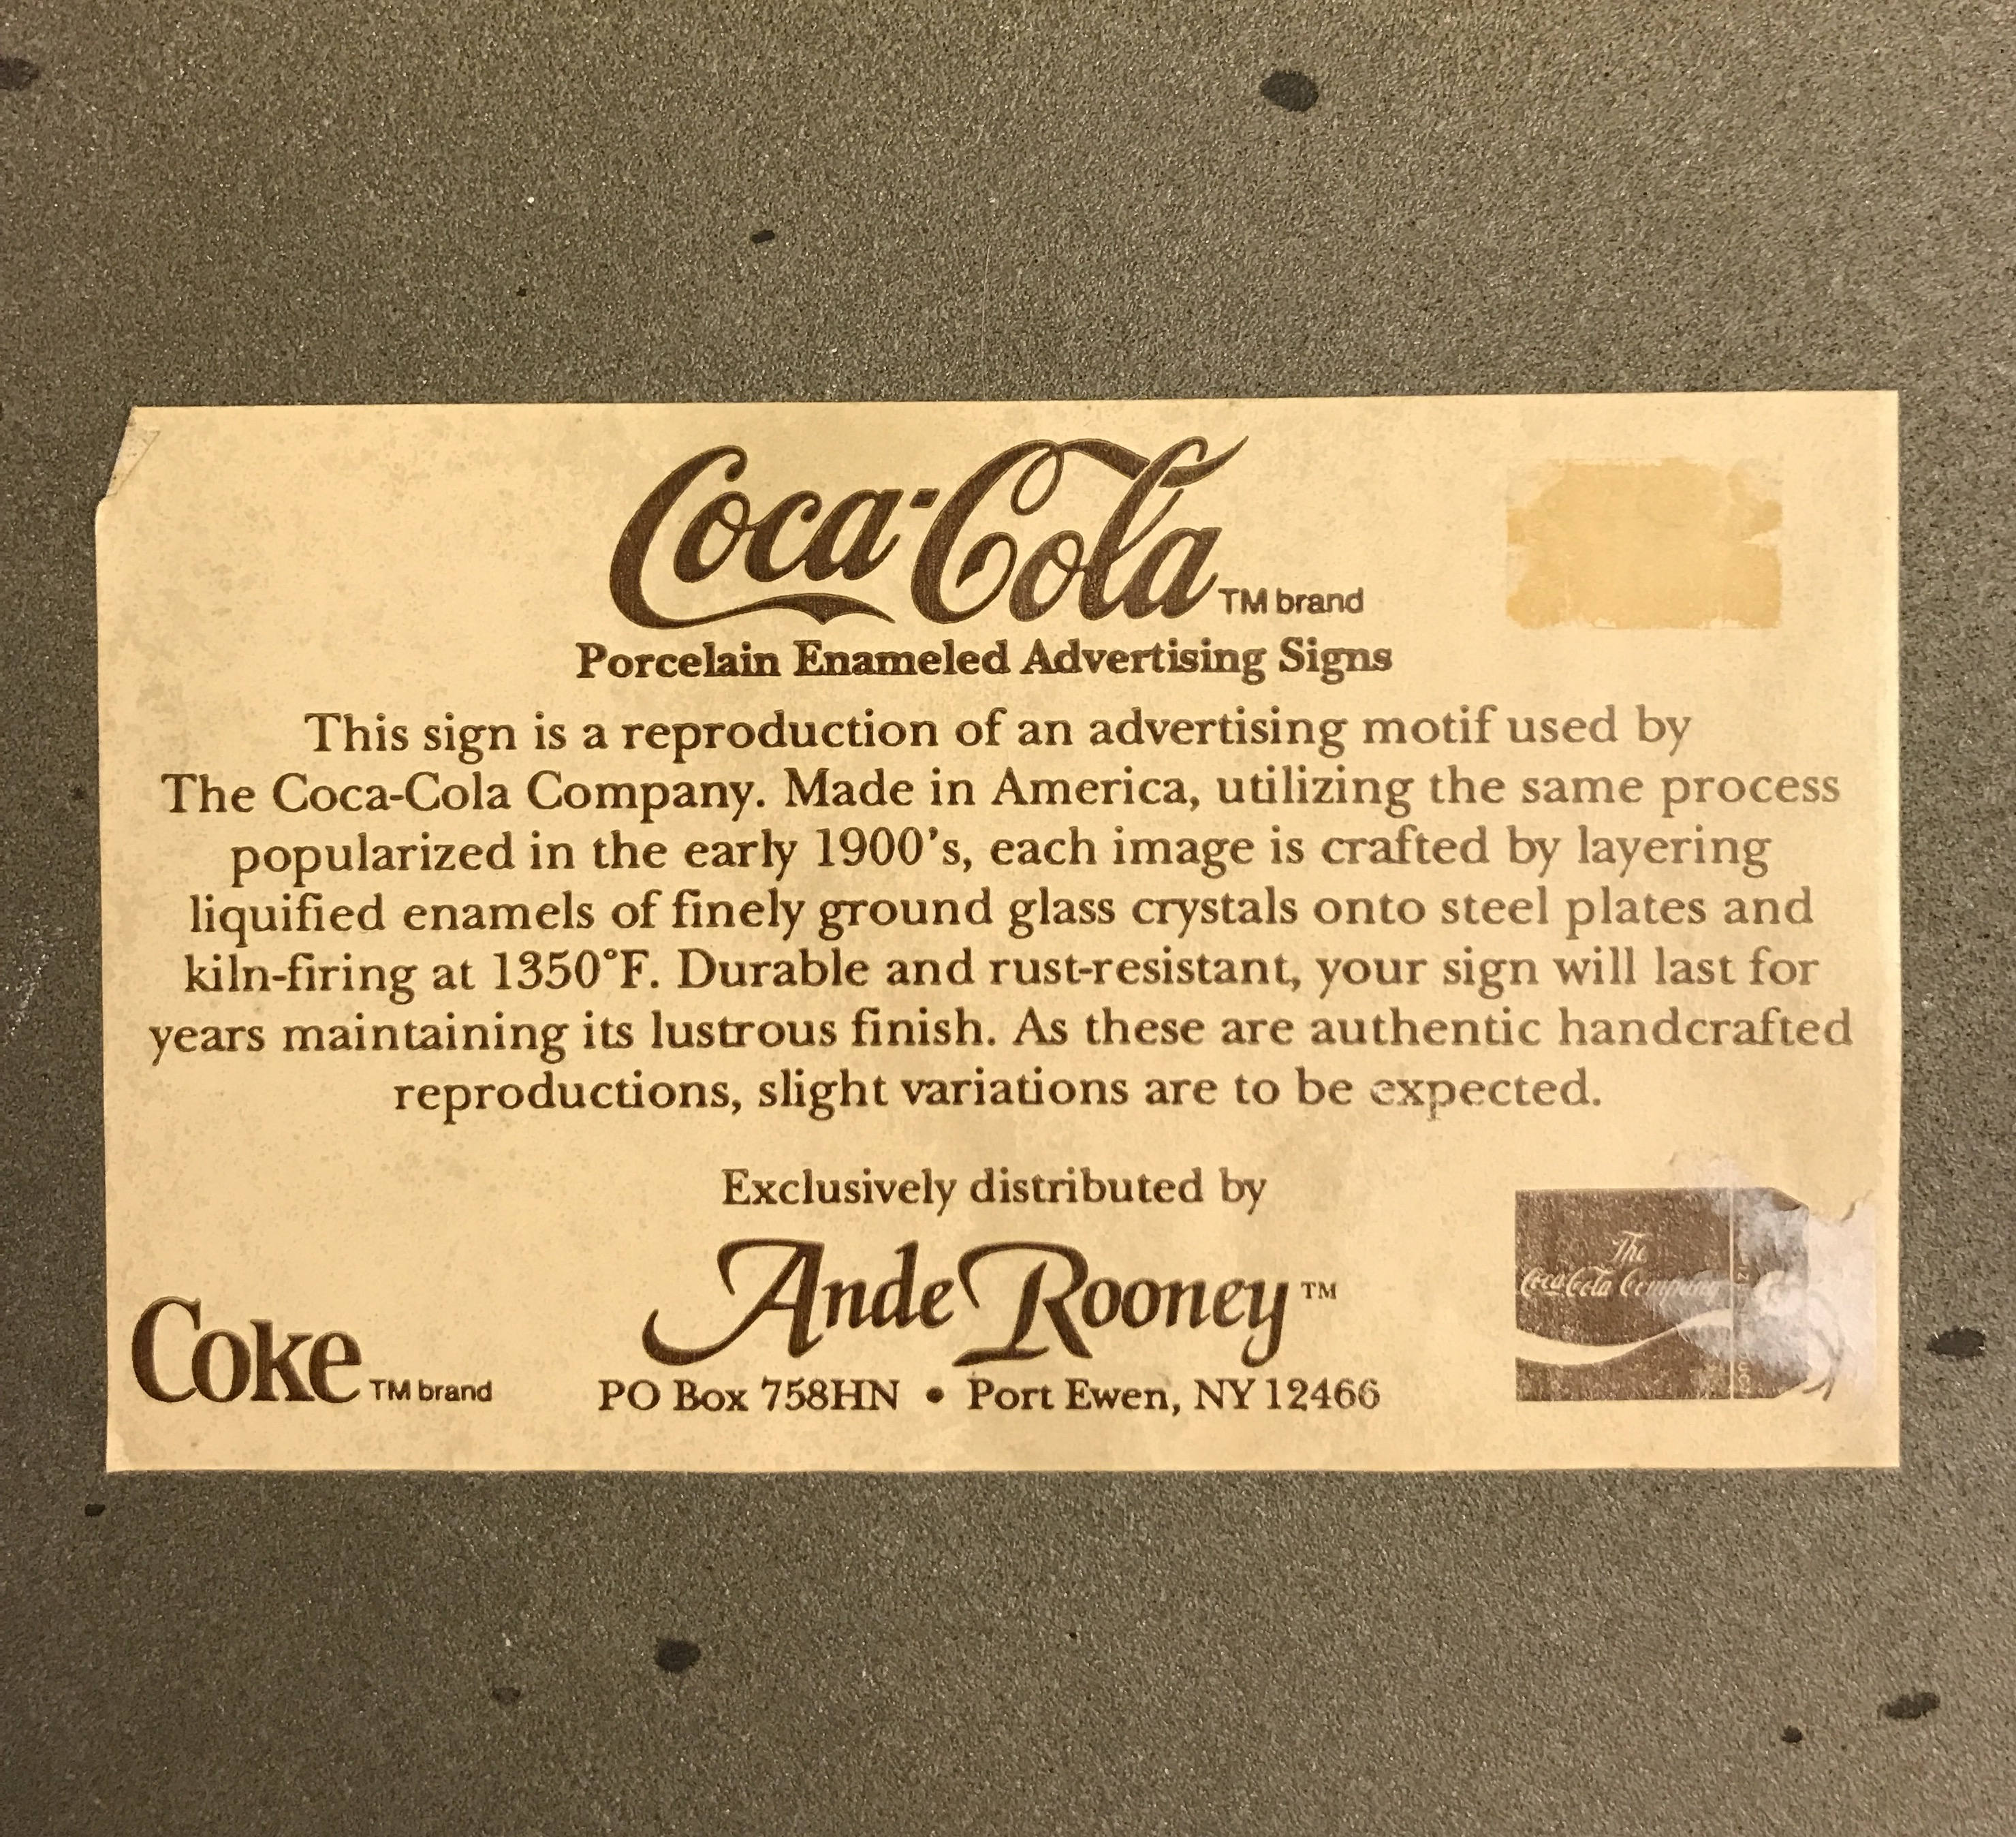 Coca-Cola TM brand
Porcelain Enameled Advertising Signs
This sign is a reproduction of an advertising motif used by
The Coca-Cola Company. Made in America, utilizing the same process
popularized in the early 1900's, each image is crafted by layering
liquified enamels of finely ground glass crystals onto steel plates and
kiln-firing at 1350°F. Durable and rust-resistant, your sign will last for
years maintaining its lustrous finish. As these are authentic handcrafted
reproductions, slight variations are to be expected.
Exclusively distributed by
Ande Rooney™
PO Box 758HN • Port Ewen, NY 12466
Coke TM brand
The
Coca-Cola Company